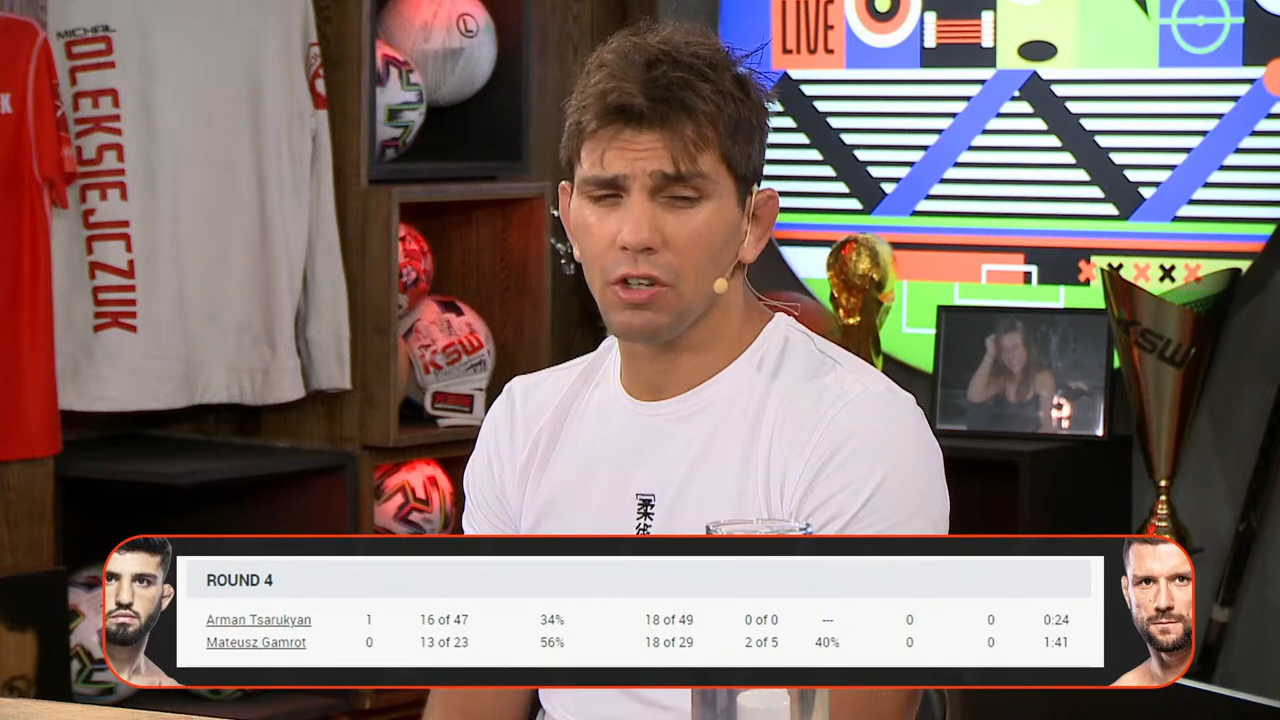 LIVE
MICHAŁ
OLEKSIEJCZUK
K
L
KSW
KSW
ROUND 4
Arman Tsarukyan 1 16 of 47 34% 18 of 49 0 of 0 --- 0 0 0:24
Mateusz Gamrot 0 13 of 23 56% 18 of 29 2 of 5 40% 0 0 1:41